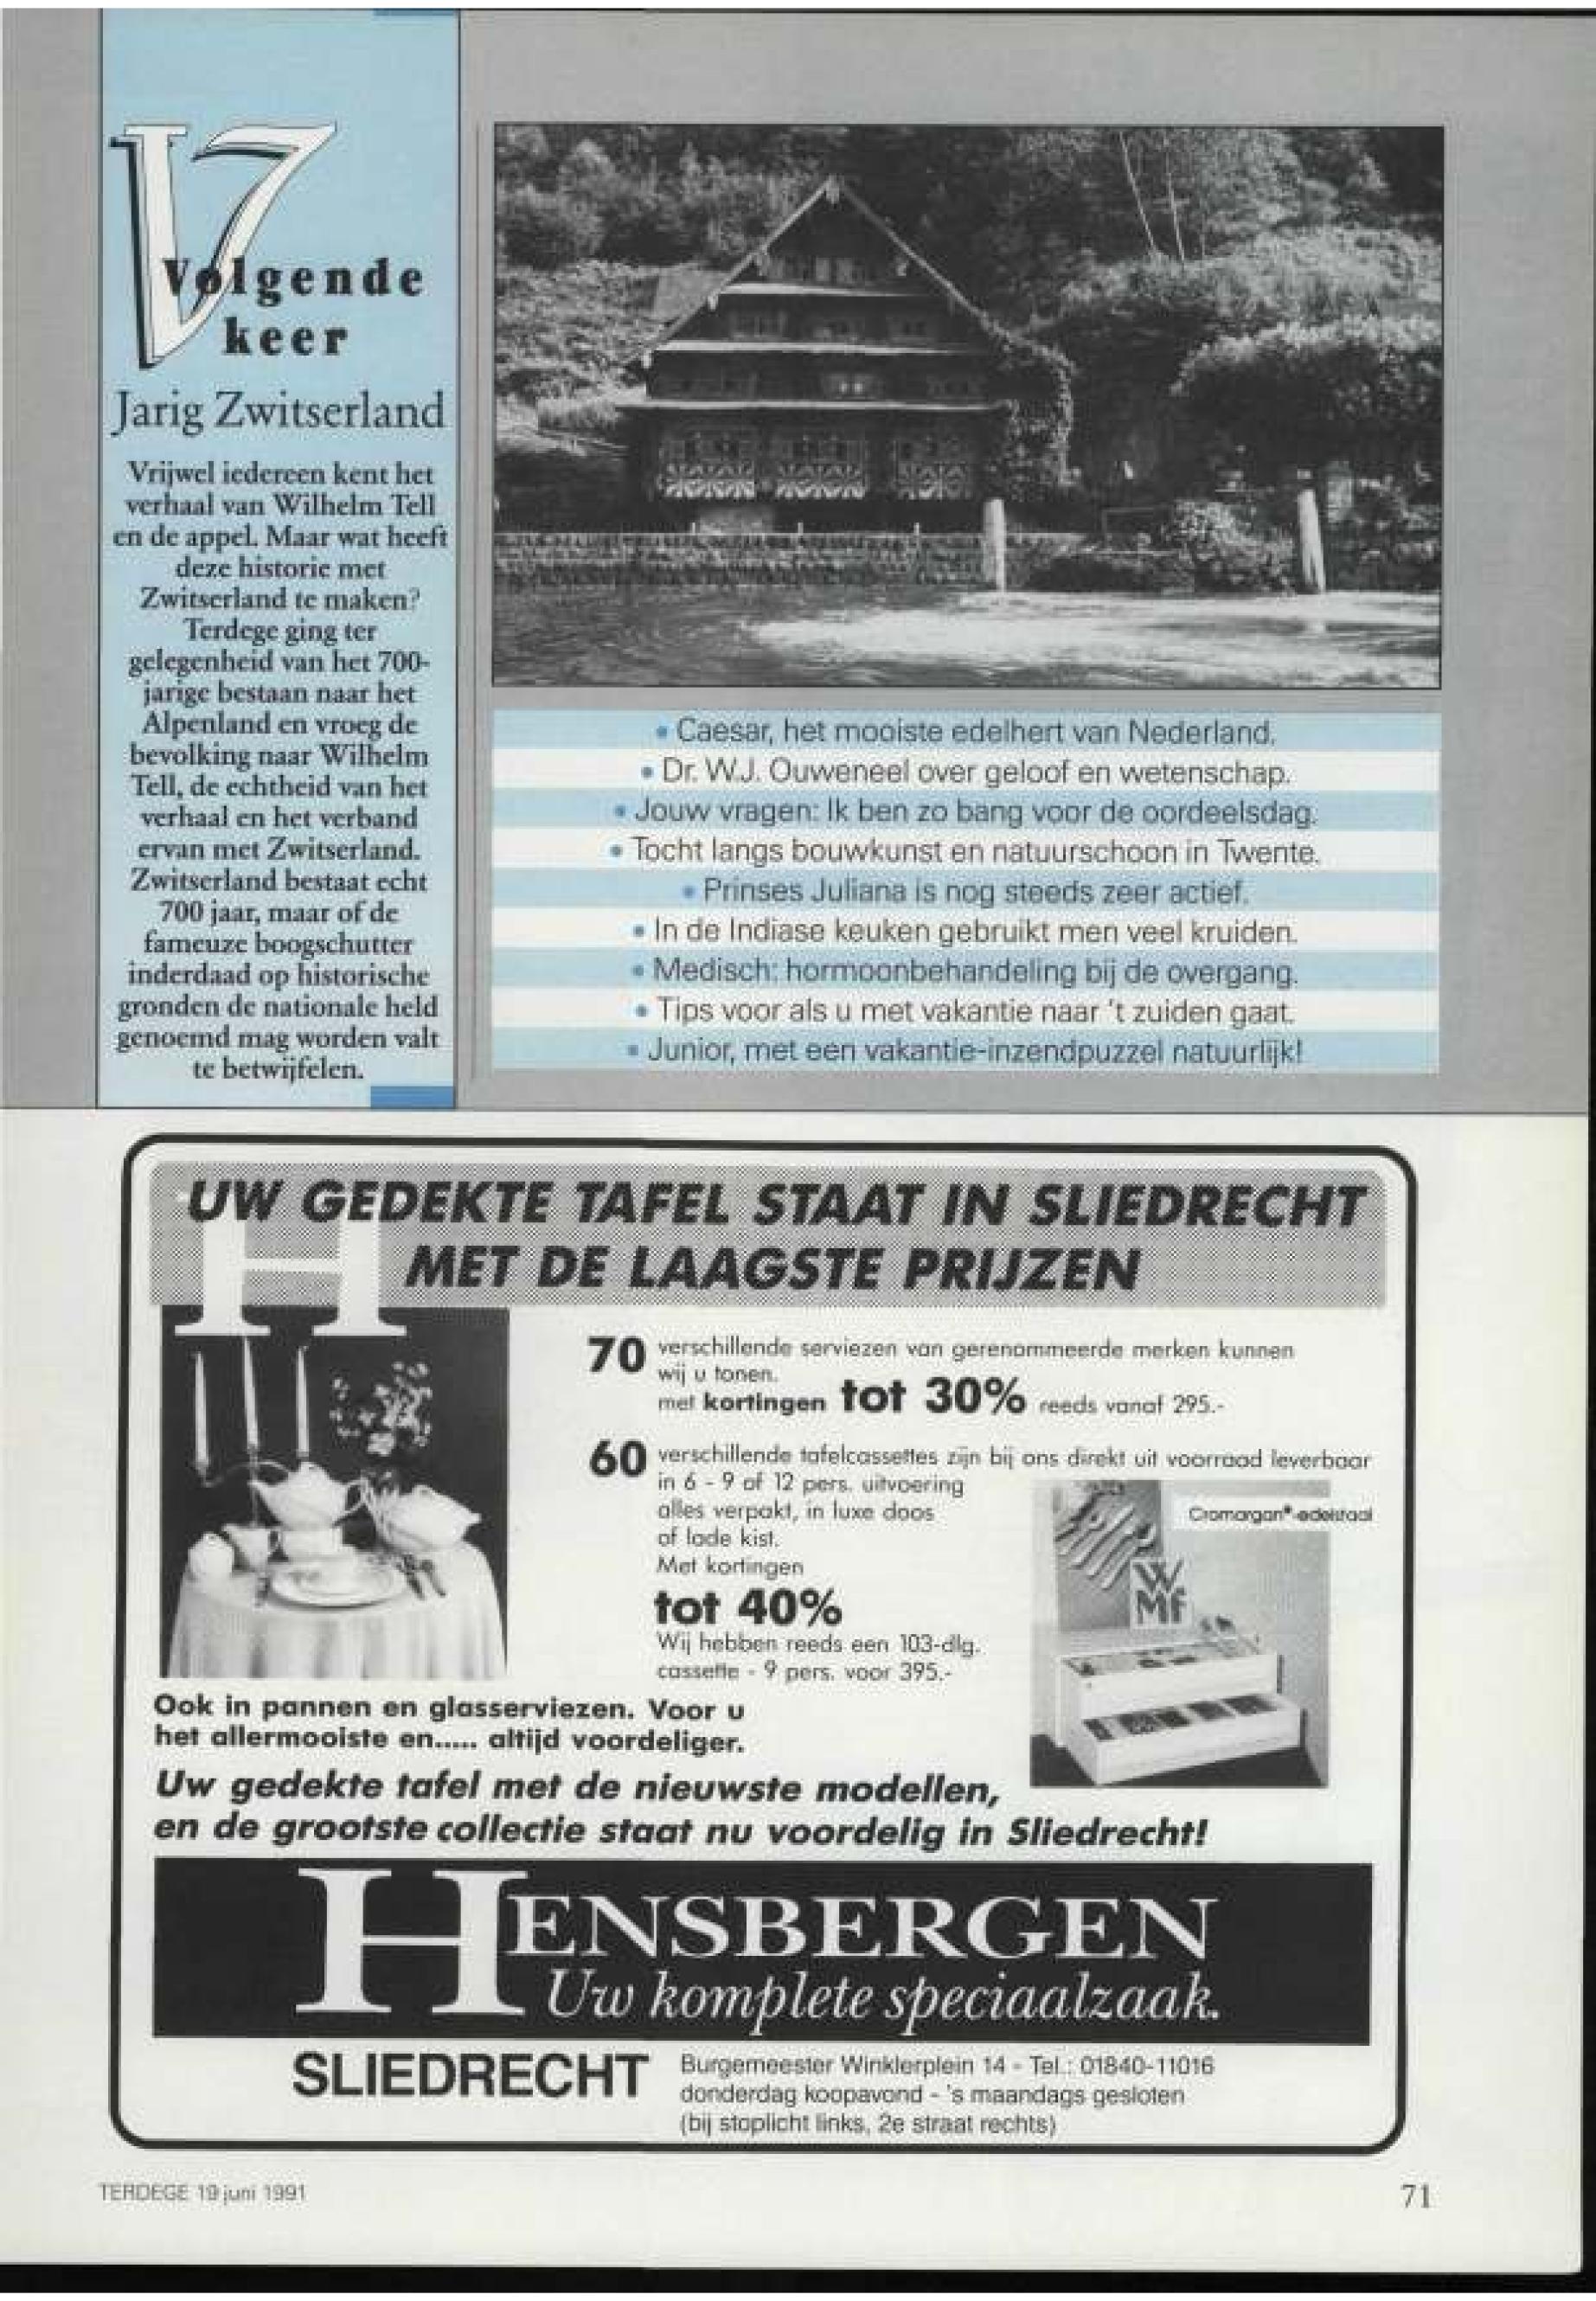 Volgende
keer
Jarig Zwitserland
Vrijwel iedereen kent het
verhaal van Wilhelm Tell
en de appel. Maar wat heeft
deze historie met
Zwitserland te maken?
Terdege ging ter
gelegenheid van het 700-
jarige bestaan naar het
Alpenland en vroeg de
bevolking naar Wilhelm
Tell, de echtheid van het
verhaal en het verband
ervan met Zwitserland.
Zwitserland bestaat echt
700 jaar, maar of de
fameuze boogschutter
inderdaad op historische
gronden de nationale held
genoemd mag worden valt
te betwijfelen.
• Caesar, het mooiste edelhert van Nederland.
• Dr. W.J. Ouweneel over geloof en wetenschap.
• Jouw vragen: Ik ben zo bang voor de oordeelsdag.
• Tocht langs bouwkunst en natuurschoon in Twente.
• Prinses Juliana is nog steeds zeer actief.
• In de Indiase keuken gebruikt men veel kruiden.
• Medisch: hormoonbehandeling bij de overgang.
• Tips voor als u met vakantie naar 't zuiden gaat.
• Junior, met een vakantie-inzendpuzzel natuurlijk!
UW GEDEKTE TAFEL STAAT IN SLIEDRECHT
MET DE LAAGSTE PRIJZEN
H
70 verschillende serviezen van gerenommeerde merken kunnen
wij u tonen.
met kortingen tot 30% reeds vanaf 295.-
60 verschillende tafelcassettes zijn bij ons direkt uit voorraad leverbaar
in 6 - 9 of 12 pers. uitvoering
alles verpakt, in luxe doos
of lade kist.
Met kortingen
tot 40%
Wij hebben reeds een 103-dlg.
cassette - 9 pers. voor 395.-
Cromargan®-edelstaal
WMF
Ook in pannen en glasserviezen. Voor u
het allermooiste en..... altijd voordeliger.
Uw gedekte tafel met de nieuwste modellen,
en de grootste collectie staat nu voordelig in Sliedrecht!
HENSBERGEN
Uw komplete speciaalzaak.
SLIEDRECHT
Burgemeester Winklerplein 14 - Tel.: 01840-11016
donderdag koopavond - 's maandags gesloten
(bij stoplicht links, 2e straat rechts)
TERDEGE 19 juni 1991
71